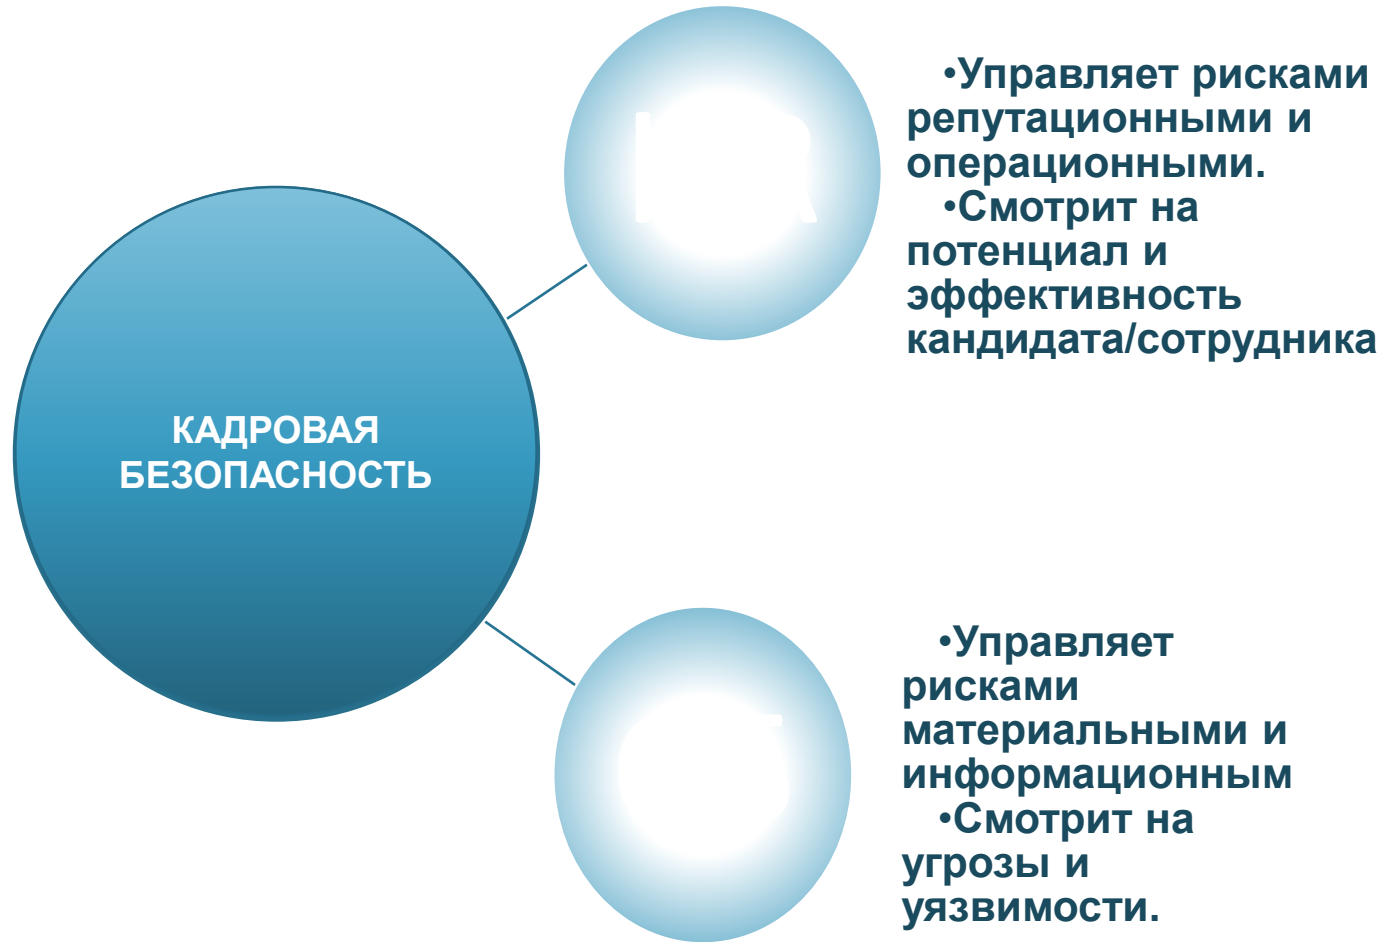 •Управляет рисками
репутационными и
операционными.
•Смотрит на
потенциал и
эффективность
кандидата/сотрудника
КАДРОВАЯ
БЕЗОПАСНОСТЬ
•Управляет
рисками
материальными и
информационным
•Смотрит на
угрозы и
уязвимости.